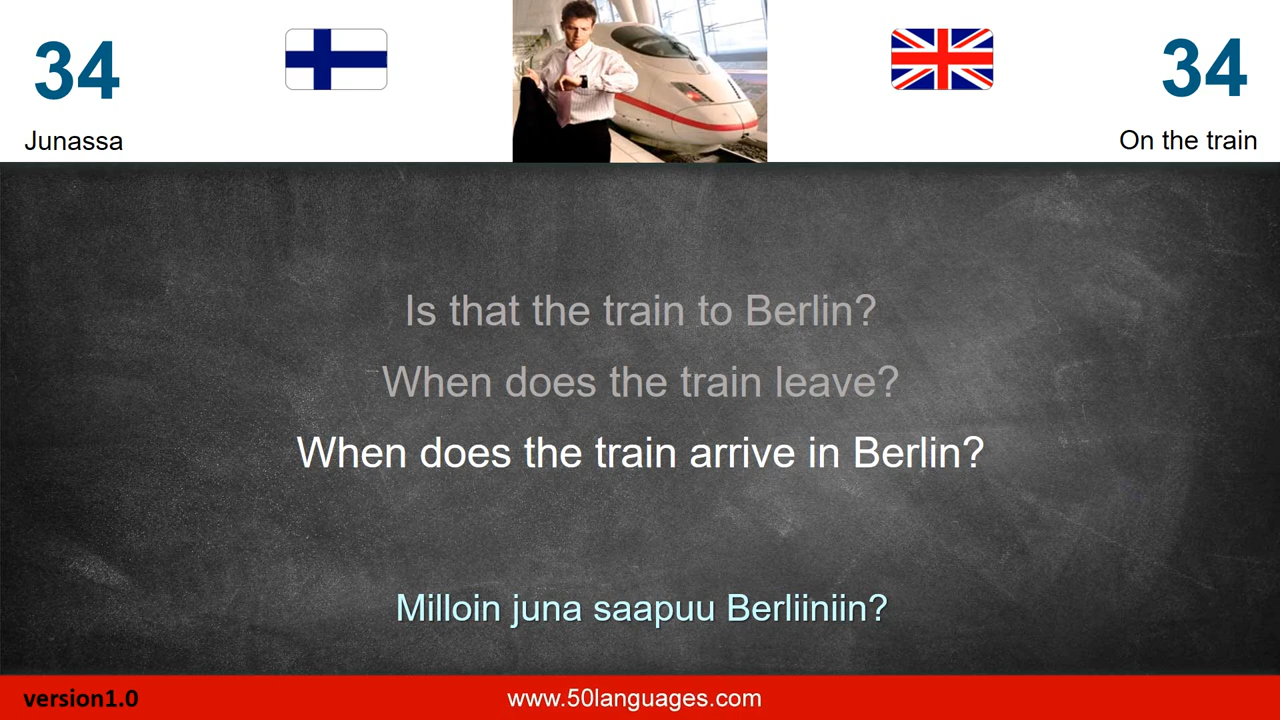 34
34
Junassa
On the train
Is that the train to Berlin?
When does the train leave?
When does the train arrive in Berlin?
Milloin juna saapuu Berliiniin?
version1.0
www.50languages.com